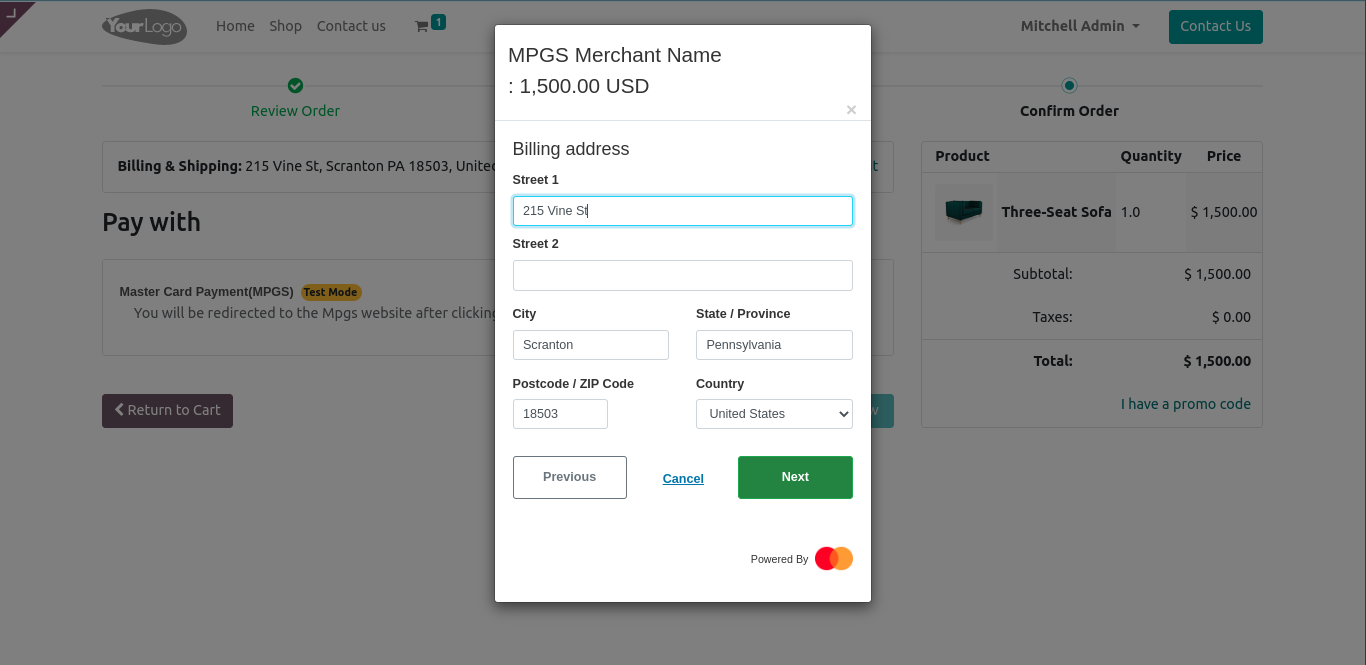 YourLogo Home Shop Contact us 1 Mitchell Admin Contact Us
Review Order Confirm Order
Billing & Shipping: 215 Vine St, Scranton PA 18503, United
Pay with
Master Card Payment(MPGS) Test Mode
You will be redirected to the Mpgs website after clicking
Return to Cart
MPGS Merchant Name
: 1,500.00 USD
×
Billing address
Street 1
215 Vine St
Street 2
City State / Province
Scranton Pennsylvania
Postcode / ZIP Code Country
18503 United States
Previous Cancel Next
Powered By
Product Quantity Price
Three-Seat Sofa 1.0 $ 1,500.00
Subtotal: $ 1,500.00
Taxes: $ 0.00
Total: $ 1,500.00
I have a promo code